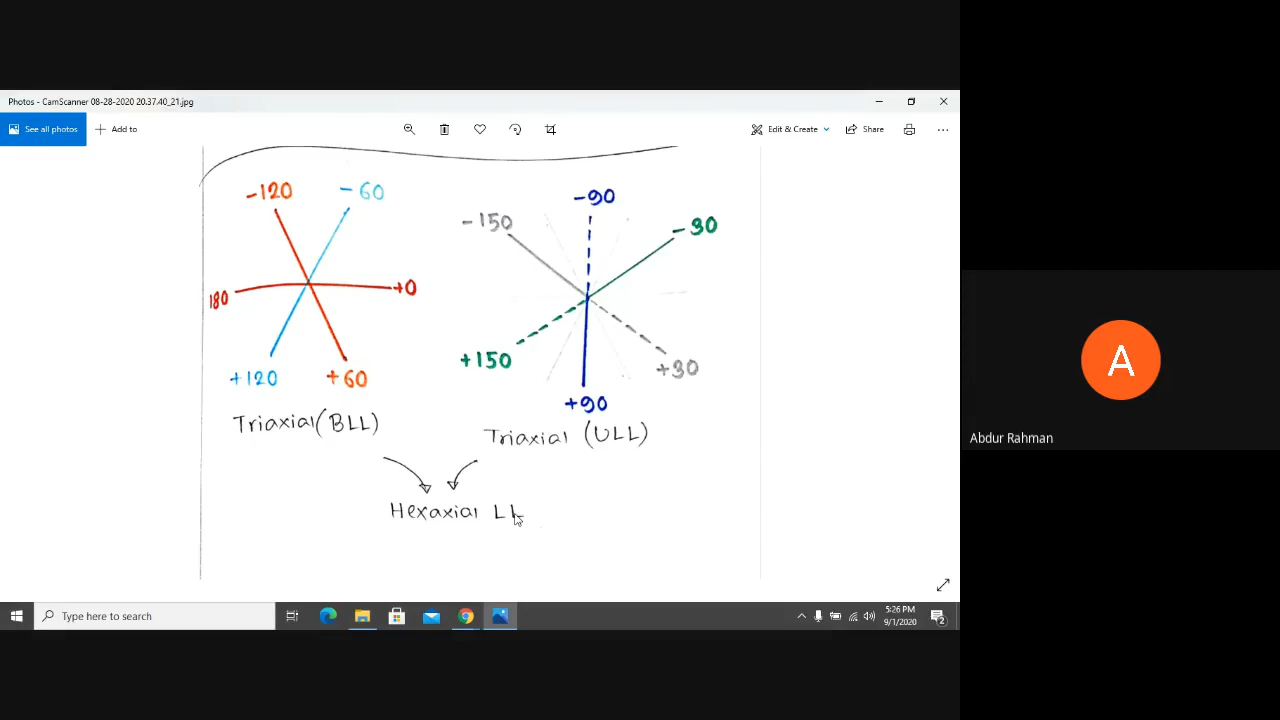 Photos - CamScanner 08-28-2020 20.37.40_21.jpg
See all photos
Add to
Edit & Create
Share
-120
-60
180
+0
+120
+60
Triaxial (BLL)
-90
-150
-30
+150
+30
+90
Triaxial (ULL)
Hexaxial LL
A
Abdur Rahman
Type here to search
5:26 PM
9/1/2020
2